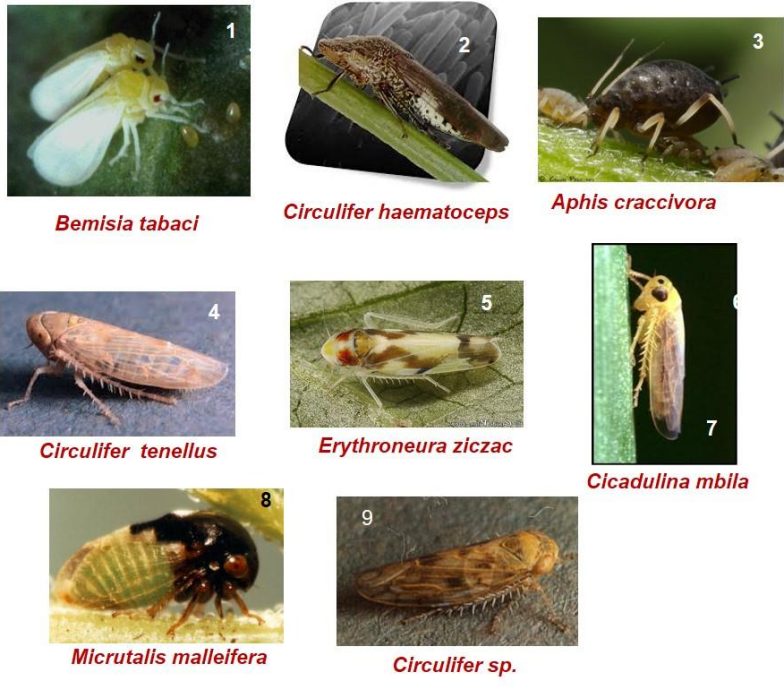 1
2
3
Bemisia tabaci
Circulifer haematoceps
Aphis craccivora
4
5
6
7
Circulifer tenellus
Erythroneura ziczac
Cicadulina mbila
8
9
Micrutalis malleifera
Circulifer sp.